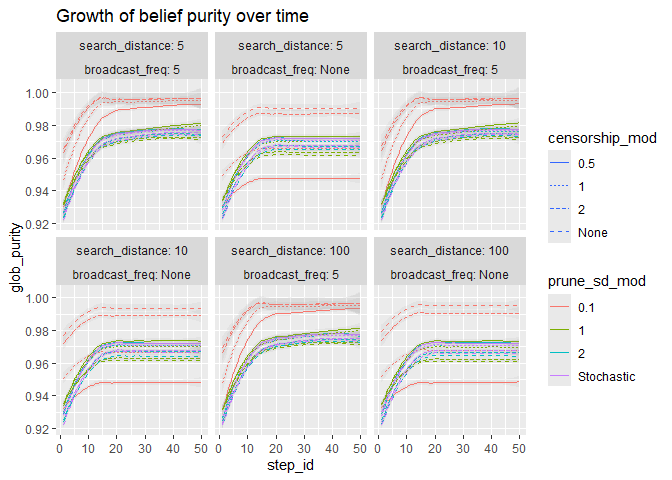 Growth of belief purity over time
search_distance: 5
broadcast_freq: 5
search_distance: 5
broadcast_freq: None
search_distance: 10
broadcast_freq: 5
1.00
0.98
0.96
0.94
0.92
search_distance: 10
broadcast_freq: None
search_distance: 100
broadcast_freq: 5
search_distance: 100
broadcast_freq: None
1.00
0.98
0.96
0.94
0.92
0 10 20 30 40 50
0 10 20 30 40 50
0 10 20 30 40 50
step_id
glob_purity
censorship_mod
0.5
1
2
None
prune_sd_mod
0.1
1
2
Stochastic